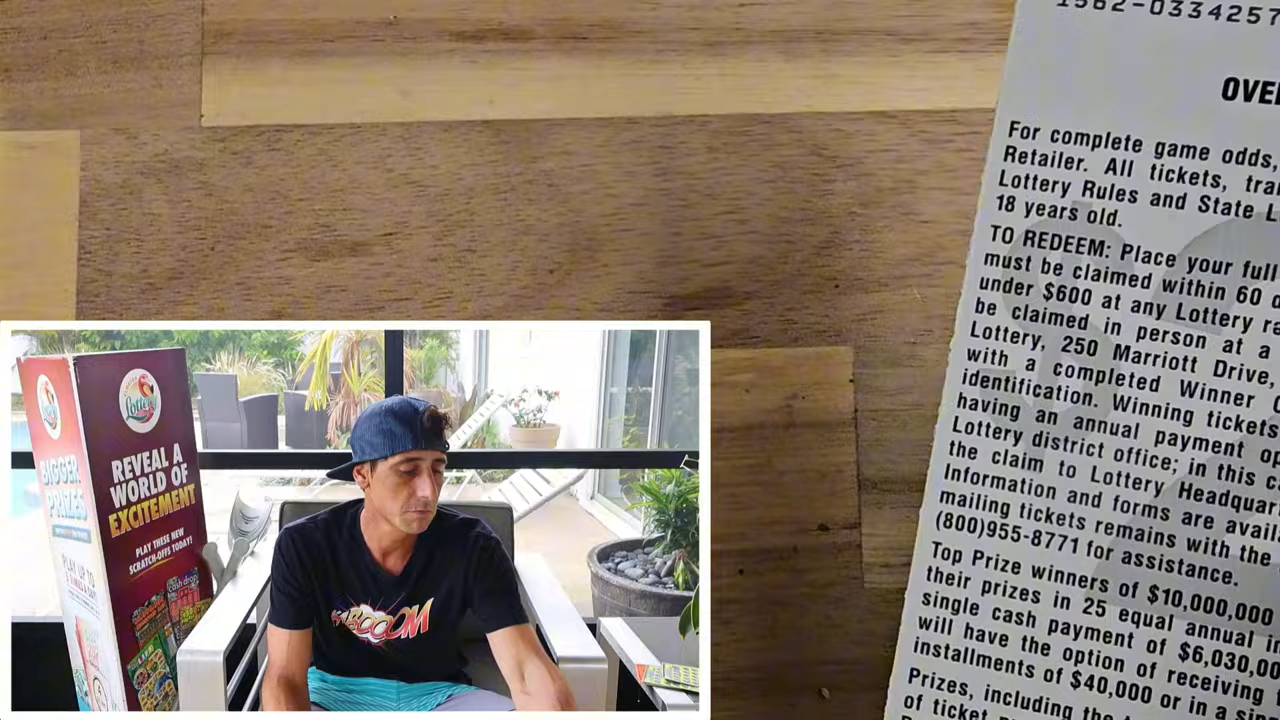 1562-0334257
OVE
For complete game odds,
Retailer. All tickets, tra
Lottery Rules and State L
18 years old.
TO REDEEM: Place your full
must be claimed within 60 d
under $600 at any Lottery re
be claimed in person at a
Lottery, 250 Marriott Drive,
with a completed Winner
identification. Winning tickets
having an annual payment op
Lottery district office; in this ca
the claim to Lottery Headquar
Information and forms are avail
mailing tickets remains with the
(800)955-8771 for assistance.
Top Prize winners of $10,000,000
their prizes in 25 equal annual in
single cash payment of $6,030,00
will have the option of receiving
installments of $40,000 or in a sin
Prizes, including the
of ticket
Lottery
REVEAL A
WORLD OF
EXCITEMENT
PLAY THESE NEW
SCRATCH-OFFS TODAY!
BIGGER
PRIZES
PLAY UP TO
KABOOOM